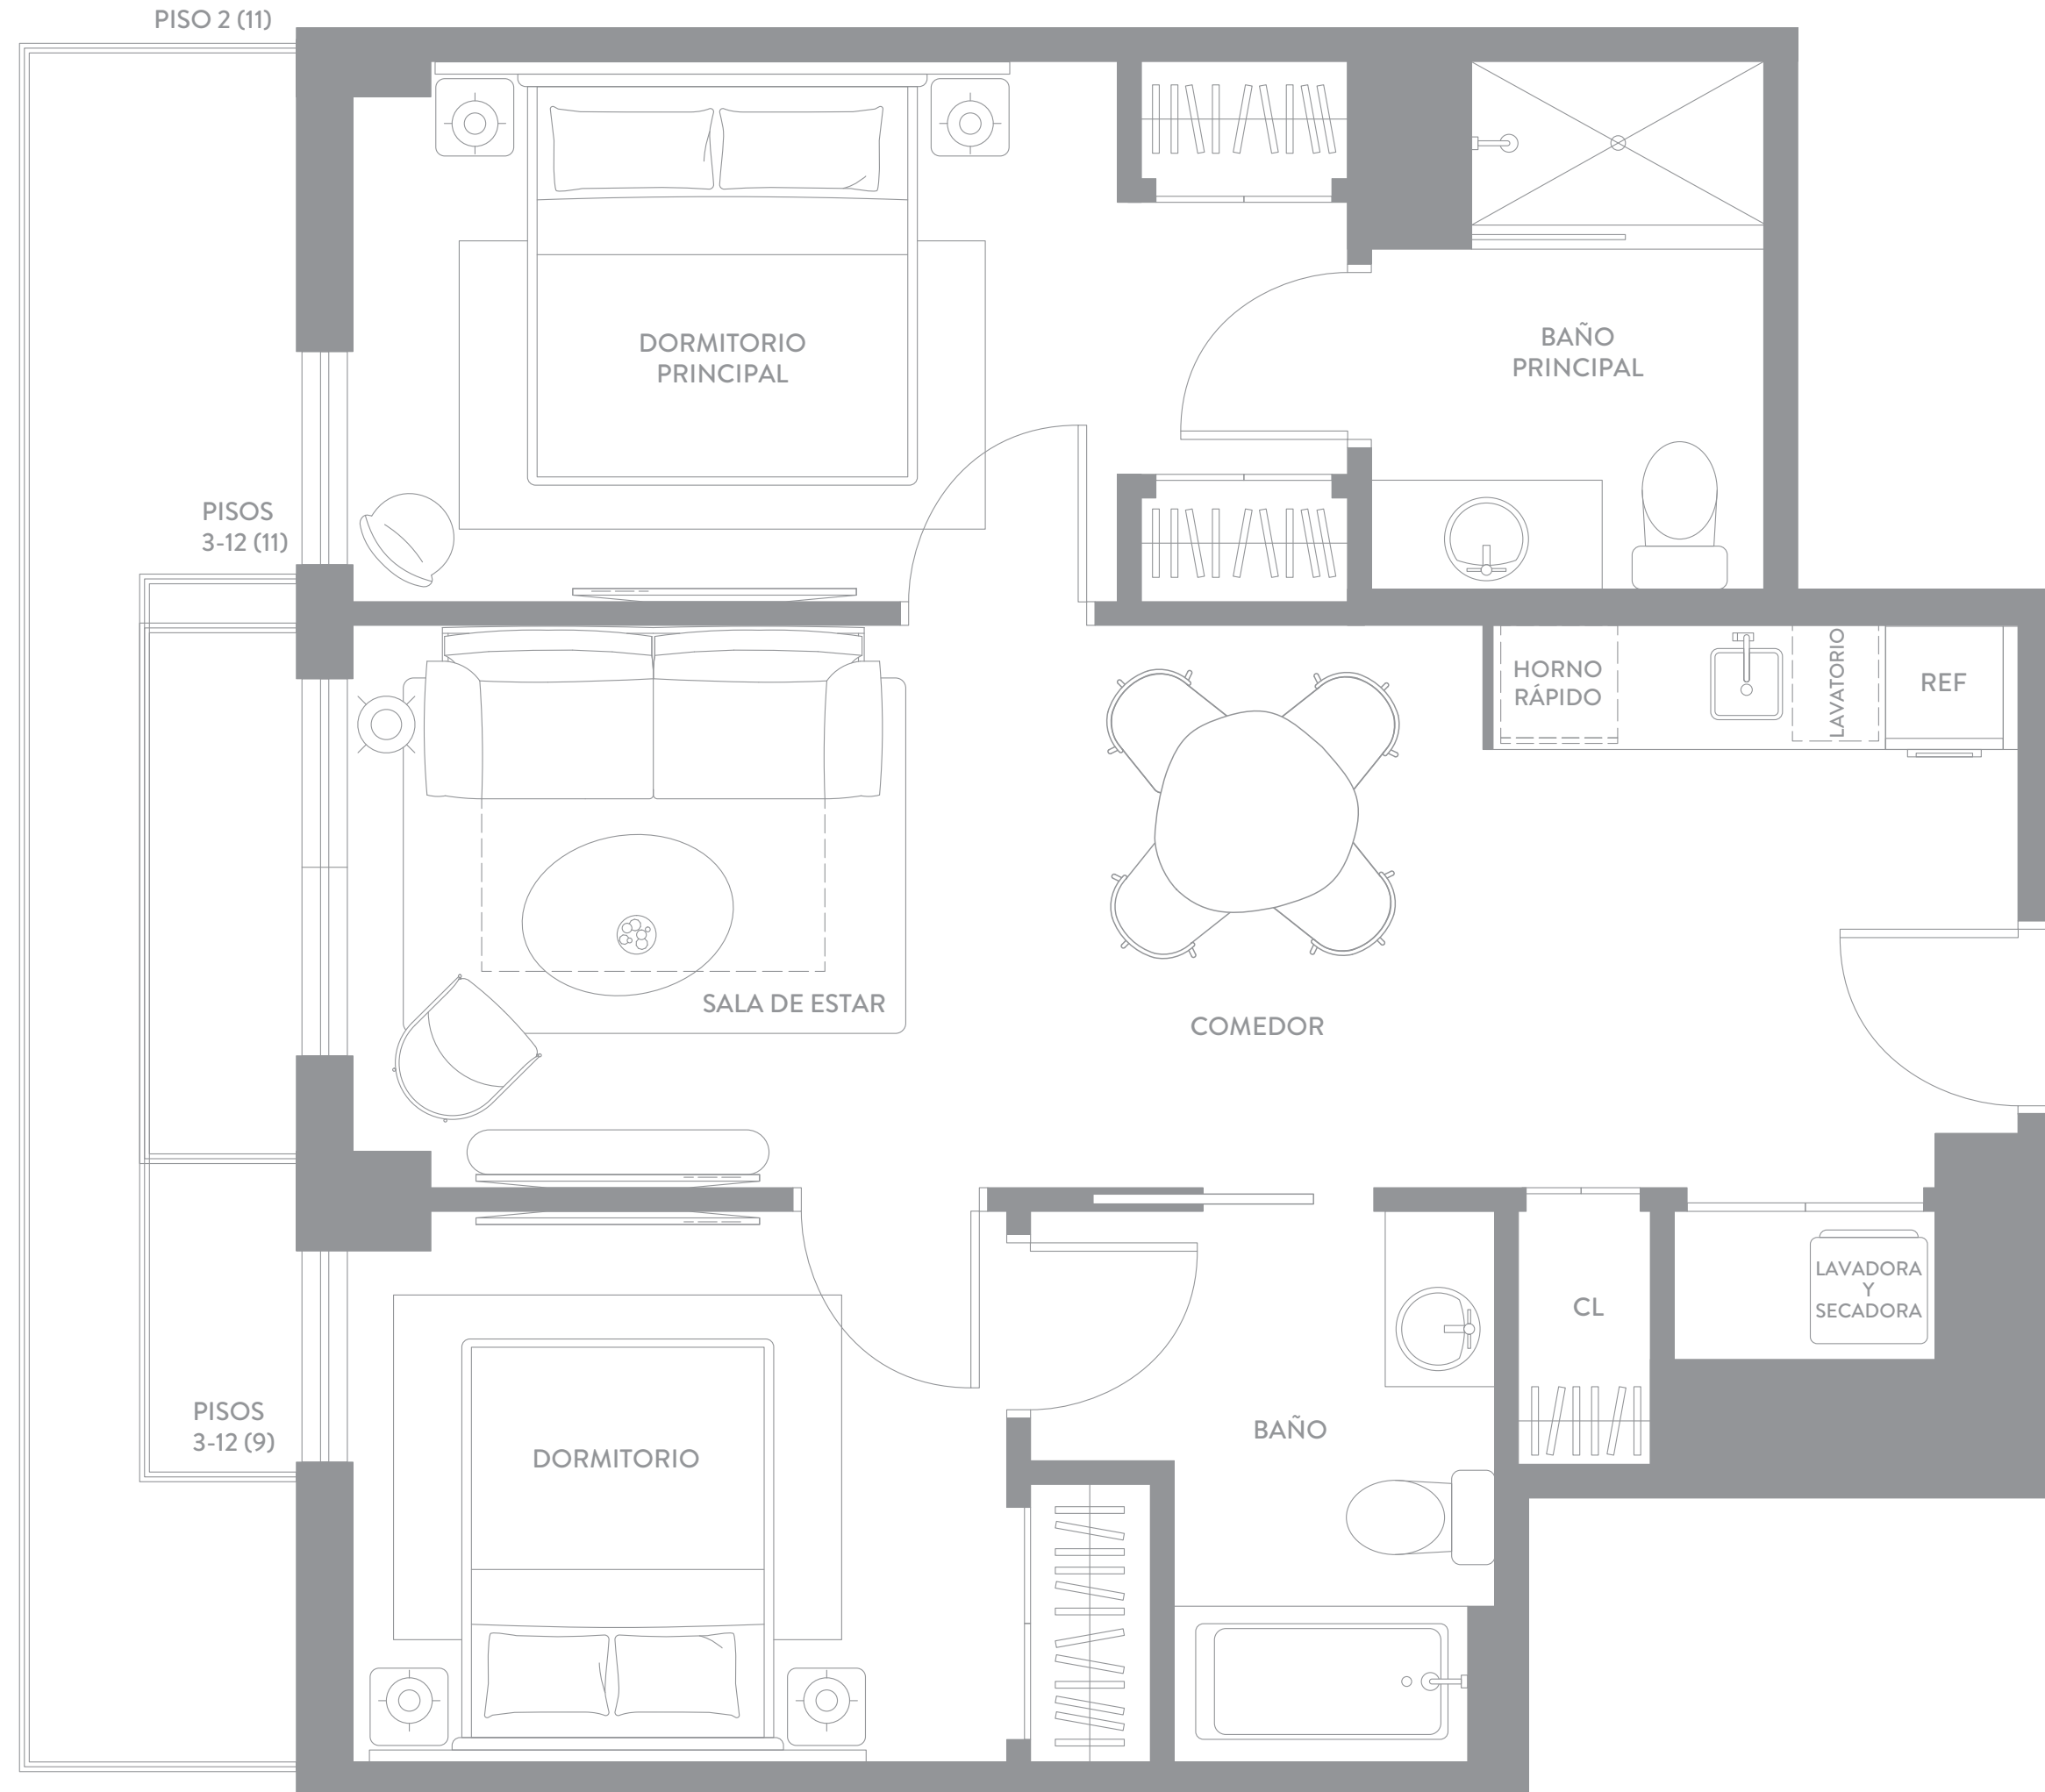 PISO 2 (11)
DORMITORIO
PRINCIPAL
BAÑO
PRINCIPAL
PISOS
3-12 (11)
HORNO
RÁPIDO
LAVATORIO
REF
SALA DE ESTAR
COMEDOR
LAVADORA
Y
SECADORA
CL
PISOS
3-12 (9)
DORMITORIO
BAÑO